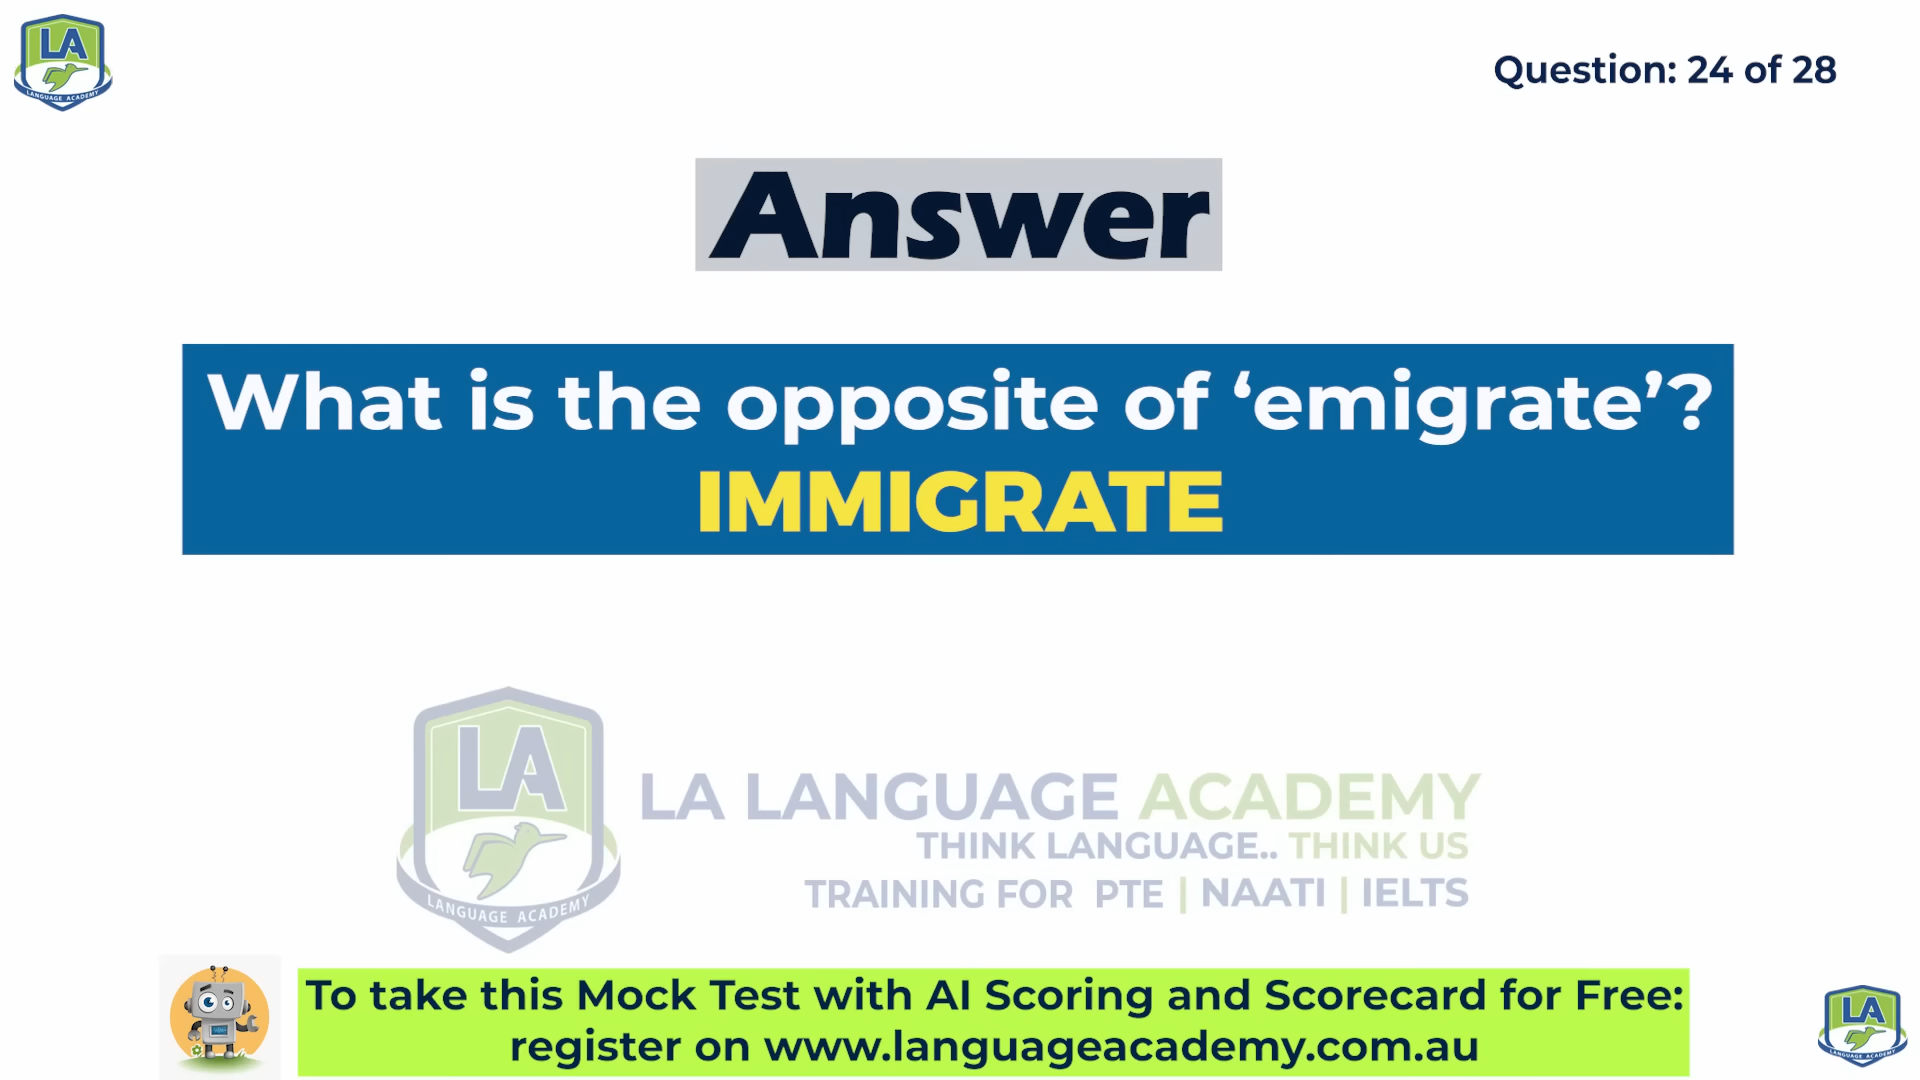 LA
LANGUAGE ACADEMY
Question: 24 of 28
Answer
What is the opposite of ‘emigrate’?
IMMIGRATE
LA
LANGUAGE ACADEMY
LA LANGUAGE ACADEMY
THINK LANGUAGE.. THINK US
TRAINING FOR PTE | NAATI | IELTS
To take this Mock Test with AI Scoring and Scorecard for Free:
register on www.languageacademy.com.au
LA
LANGUAGE ACADEMY